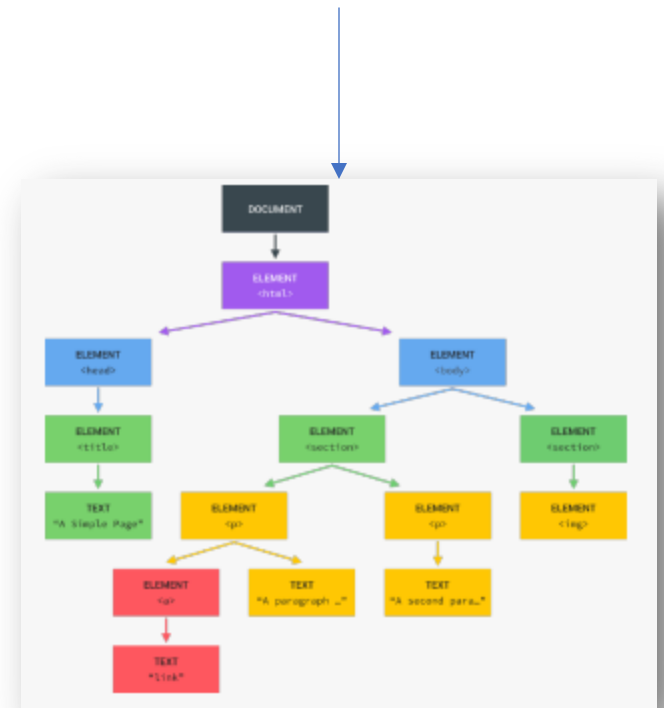 DOCUMENT
ELEMENT
<html>
ELEMENT
<head>
ELEMENT
<body>
ELEMENT
<title>
ELEMENT
<section>
ELEMENT
<section>
TEXT
"A Simple Page"
ELEMENT
<p>
ELEMENT
<p>
ELEMENT
<img>
ELEMENT
<a>
TEXT
"A paragraph …"
TEXT
"A second para…"
TEXT
"link"